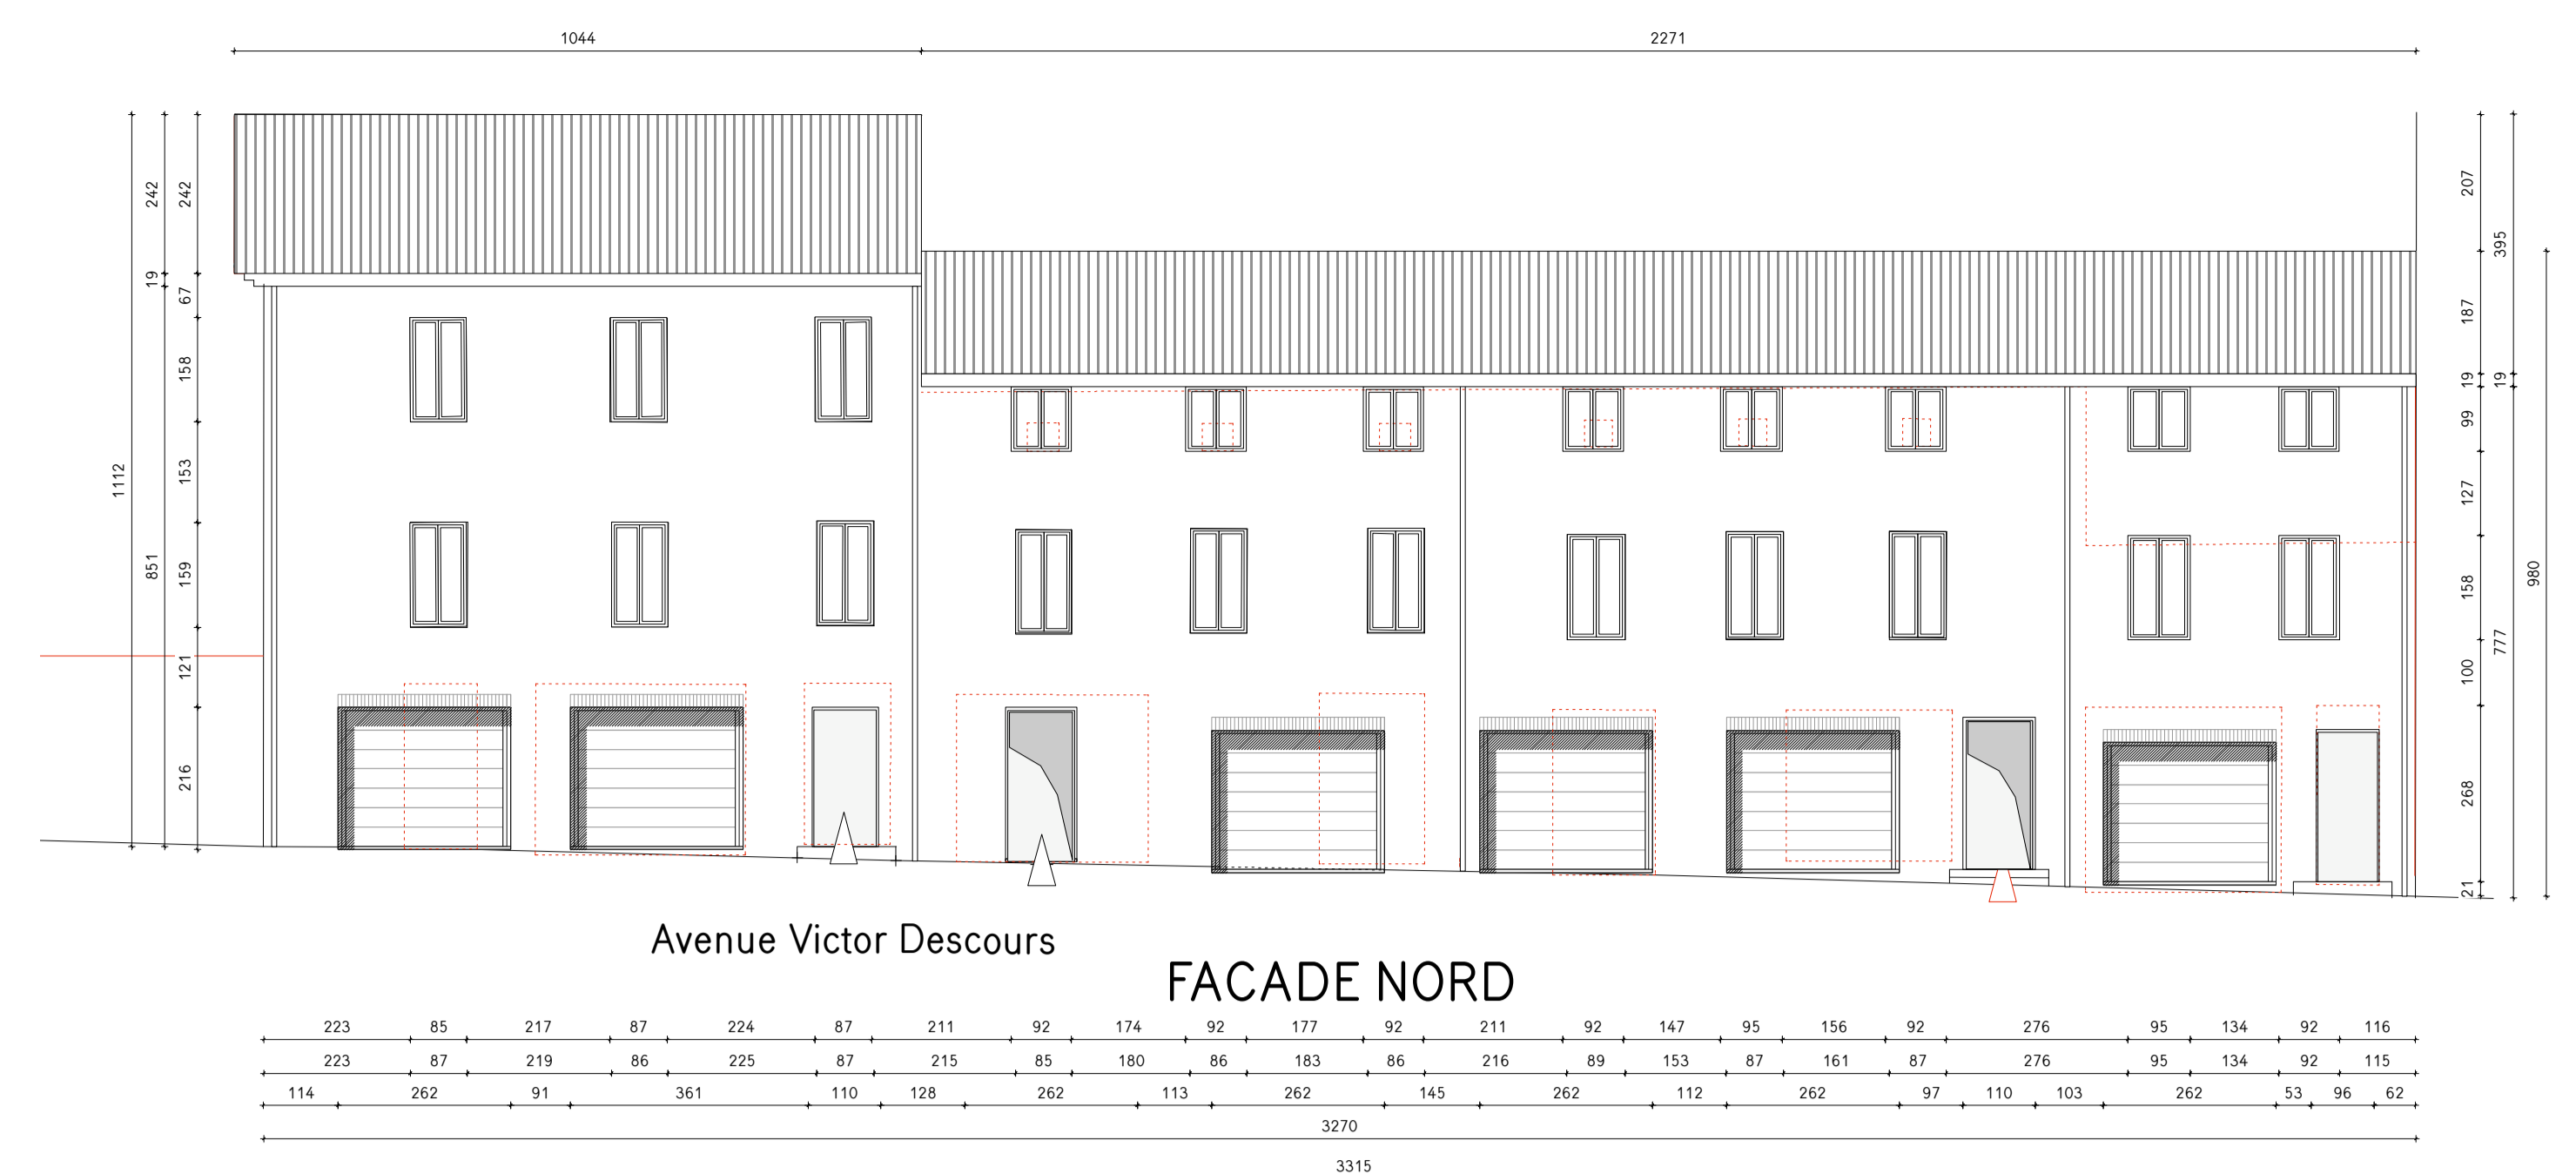 1044 2271
242 242 19 67 158 1112 153 851 159 121 216
207 395 187 19 19 99 127 980 158 777 100 268 21
Avenue Victor Descours
FACADE NORD
223 85 217 87 224 87 211 92 174 92 177 92 211 92 147 95 156 92 276 95 134 92 116
223 87 219 86 225 87 215 85 180 86 183 86 216 89 153 87 161 87 276 95 134 92 115
114 262 91 361 110 128 262 113 262 145 262 112 262 97 110 103 262 53 96 62
3270
3315